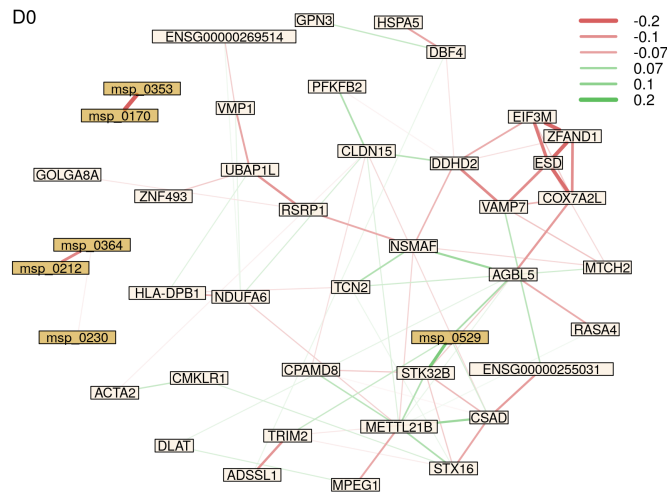 D0
GPN3
HSPA5
-0.2
ENSG00000269514
-0.1
DBF4
-0.07
0.07
msp_0353
PFKFB2
0.1
0.2
msp_0170
VMP1
EIF3M
ZFAND1
CLDN15
DDHD2
ESD
GOLGA8A
UBAP1L
ZNF493
COX7A2L
RSRP1
VAMP7
msp_0364
NSMAF
msp_0212
AGBL5
MTCH2
HLA-DPB1
NDUFA6
TCN2
RASA4
msp_0230
msp_0529
CPAMD8
STK32B
ENSG00000255031
CMKLR1
ACTA2
CSAD
METTL21B
TRIM2
DLAT
STX16
ADSSL1
MPEG1